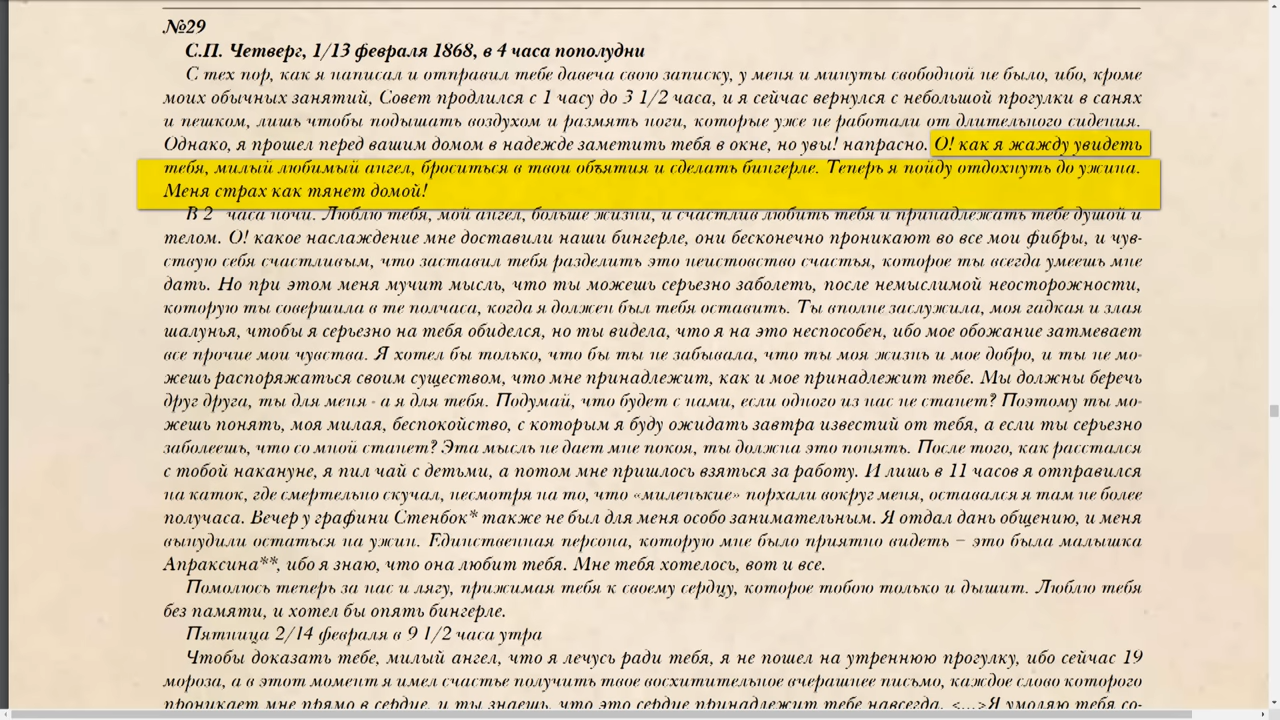 №29
С.П. Четверг, 1/13 февраля 1868, в 4 часа пополудни
С тех пор, как я написал и отправил тебе давеча свою записку, у меня и минуты свободной не было, ибо, кроме
моих обычных занятий, Совет продлился с 1 часу до 3 1/2 часа, и я сейчас вернулся с небольшой прогулки в санях
и пешком, лишь чтобы подышать воздухом и размять ноги, которые уже не работали от длительного сидения.
Однако, я прошел перед вашим домом в надежде заметить тебя в окне, но увы! напрасно. О! как я жажду увидеть
тебя, милый любимый ангел, броситься в твои объятия и сделать бингерле. Теперь я пойду отдохнуть до ужина.
Меня страх как тянет домой!
В 2 часа ночи. Люблю тебя, мой ангел, больше жизни, и счастлив любить тебя и принадлежать тебе душой и
телом. О! какое наслаждение мне доставили наши бингерле, они бесконечно проникают во все мои фибры, и чув-
ствую себя счастливым, что заставил тебя разделить это неистовство счастья, которое ты всегда умеешь мне
дать. Но при этом меня мучит мысль, что ты можешь серьезно заболеть, после немыслимой неосторожности,
которую ты совершила в те полчаса, когда я должен был тебя оставить. Ты вполне заслужила, моя гадкая и злая
шалунья, чтобы я серьезно на тебя обиделся, но ты видела, что я на это неспособен, ибо мое обожание затмевает
все прочие мои чувства. Я хотел бы только, что бы ты не забывала, что ты моя жизнь и мое добро, и ты не мо-
жешь распоряжаться своим существом, что мне принадлежит, как и мое принадлежит тебе. Мы должны беречь
друг друга, ты для меня - а я для тебя. Подумай, что будет с нами, если одного из нас не станет? Поэтому ты мо-
жешь понять, моя милая, беспокойство, с которым я буду ожидать завтра известий от тебя, а если ты серьезно
заболеешь, что со мной станет? Эта мысль не дает мне покоя, ты должна это понять. После того, как расстался
с тобой накануне, я пил чай с детьми, а потом мне пришлось взяться за работу. И лишь в 11 часов я отправился
на каток, где смертельно скучал, несмотря на то, что «миленькие» порхали вокруг меня, оставался я там не более
получаса. Вечер у графини Стенбок* также не был для меня особо занимательным. Я отдал дань общению, и меня
вынудили остаться на ужин. Единственная персона, которую мне было приятно видеть – это была малышка
Апраксина**, ибо я знаю, что она любит тебя. Мне тебя хотелось, вот и все.
Помолюсь теперь за нас и лягу, прижимая тебя к своему сердцу, которое тобою только и дышит. Люблю тебя
без памяти, и хотел бы опять бингерле.
Пятница 2/14 февраля в 9 1/2 часа утра
Чтобы доказать тебе, милый ангел, что я лечусь ради тебя, я не пошел на утреннюю прогулку, ибо сейчас 19
мороза, а в этот момент я имел счастье получить твое восхитительное вчерашнее письмо, каждое слово которого
проникает мне прямо в сердце, и ты знаешь, что это сердце принадлежит тебе навсегда. <...>Я умоляю тебя со-